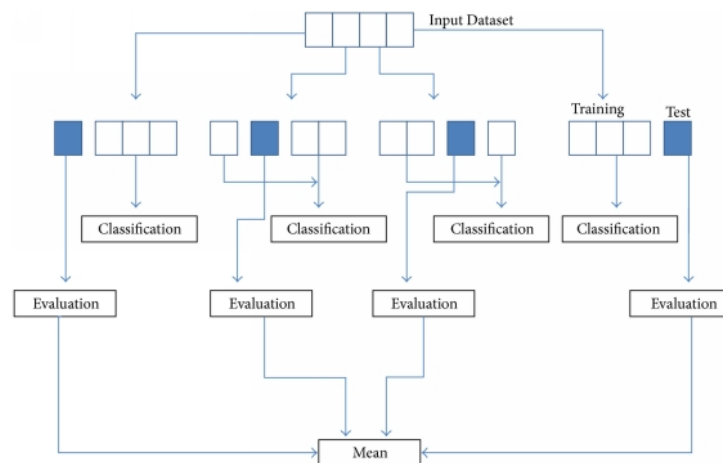 Input Dataset
Training
Test
Classification
Classification
Classification
Classification
Evaluation
Evaluation
Evaluation
Evaluation
Mean